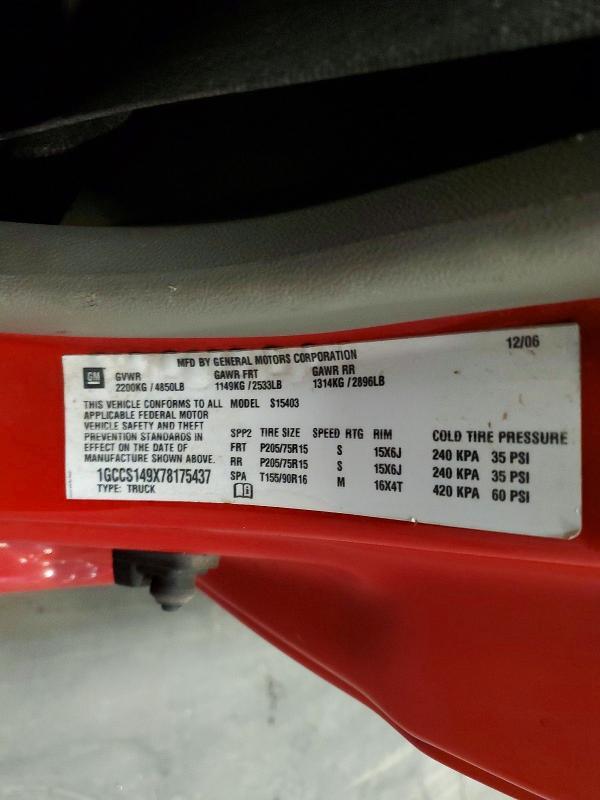 MFD BY GENERAL MOTORS CORPORATION 12/06
GM GVWR GAWR FRT GAWR RR
2200KG / 4850LB 1149KG / 2533LB 1314KG / 2896LB
THIS VEHICLE CONFORMS TO ALL MODEL S15403
APPLICABLE FEDERAL MOTOR
VEHICLE SAFETY AND THEFT
PREVENTION STANDARDS IN
EFFECT ON THE DATE OF
MANUFACTURE SHOWN ABOVE.
1GCCS149X78175437
TYPE: TRUCK
SPP2 TIRE SIZE SPEED RTG RIM COLD TIRE PRESSURE
FRT P205/75R15 S 15X6J 240 KPA 35 PSI
RR P205/75R15 S 15X6J 240 KPA 35 PSI
SPA T155/90R16 M 16X4T 420 KPA 60 PSI